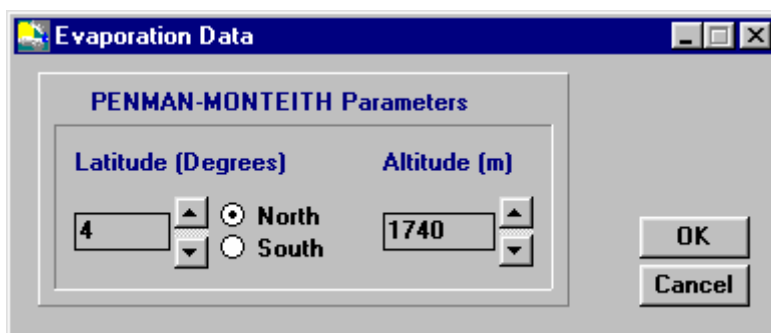 Evaporation Data
PENMAN-MONTEITH Parameters
Latitude (Degrees) Altitude (m)
4 North 1740
South
OK
Cancel